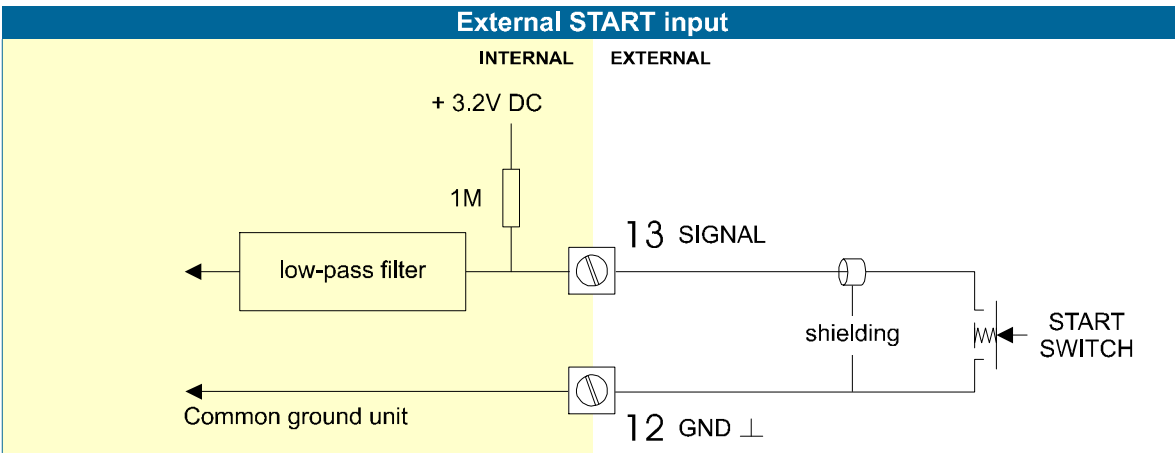 External START input
INTERNAL
EXTERNAL
+ 3.2V DC
1M
13 SIGNAL
low-pass filter
shielding
START
SWITCH
Common ground unit
12 GND ⊥